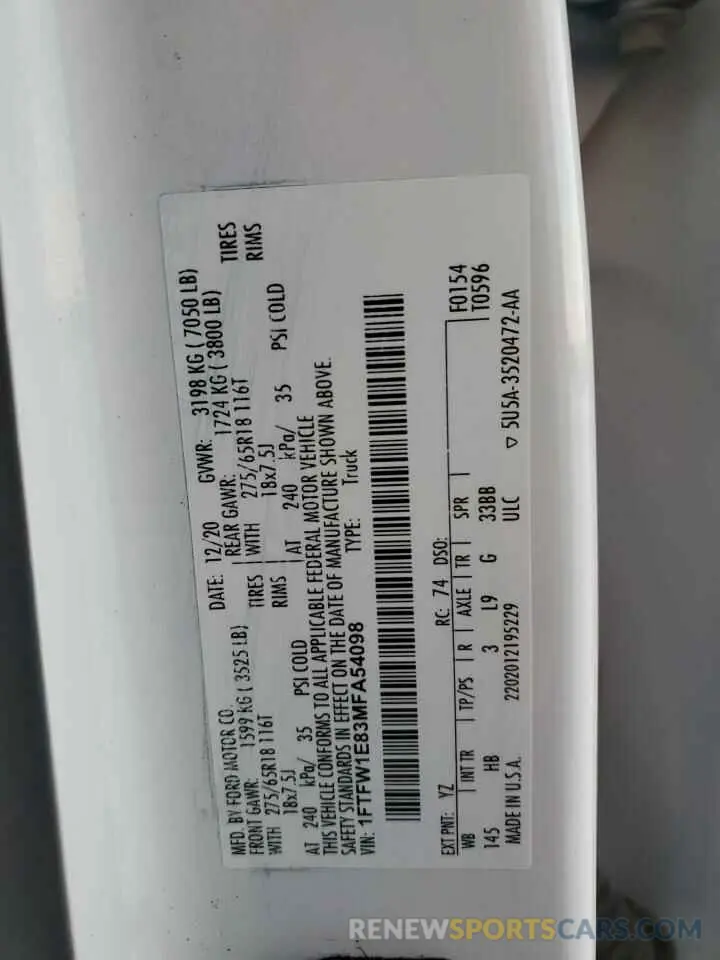 MFD. BY FORD MOTOR CO. DATE: 12/20 GVWR: 3198 KG ( 7050 LB)
FRONT GAWR: 1599 KG ( 3525 LB) REAR GAWR: 1724 KG ( 3800 LB)
WITH 275/65R18 116T TIRES WITH 275/65R18 116T TIRES
18x7.5J RIMS 18x7.5J RIMS
AT 240 kPa/ 35 PSI COLD AT 240 kPa/ 35 PSI COLD
THIS VEHICLE CONFORMS TO ALL APPLICABLE FEDERAL MOTOR VEHICLE
SAFETY STANDARDS IN EFFECT ON THE DATE OF MANUFACTURE SHOWN ABOVE.
VIN: 1FTFW1E83MFA54098 TYPE: Truck
EXT PNT: YZ RC: 74 DSO: F0154
WB INT TR TP/PS R AXLE TR SPR T0596
145 HB 3 L9 G 33BB
MADE IN U.S.A. 2202012195229 ULC ▽ 5U5A-3520472-AA
RENEWSPORTSCARS.COM